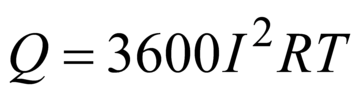 Q = 3600I²RT